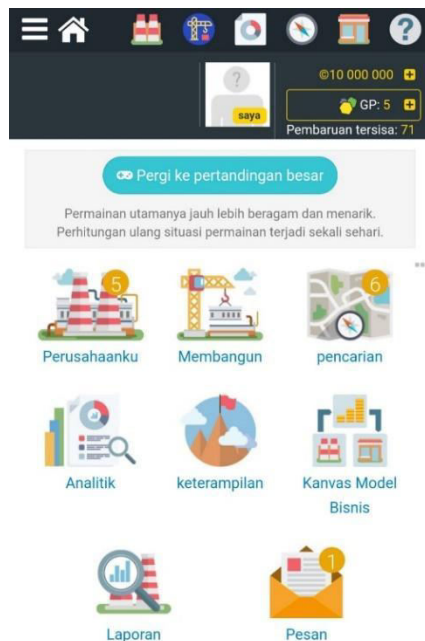 ?
?
©10 000 000
saya
GP: 5
Pembaruan tersisa: 71
Pergi ke pertandingan besar
Permainan utamanya jauh lebih beragam dan menarik.
Perhitungan ulang situasi permainan terjadi sekali sehari.
5
6
Perusahaanku
Membangun
pencarian
Analitik
keterampilan
Kanvas Model
Bisnis
1
Laporan
Pesan